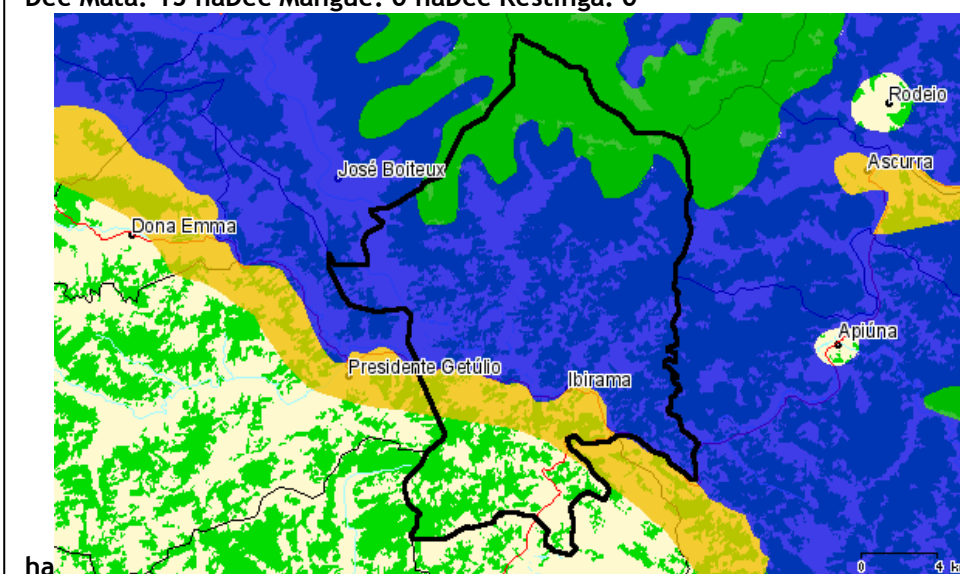 Dec Mata: 15 haDec Mangue: 0 haDec Restinga: 0
Rodeio
Ascurra
José Boiteux
Dona Emma
Apiúna
Presidente Getúlio
Ibirama
0 4 k
ha